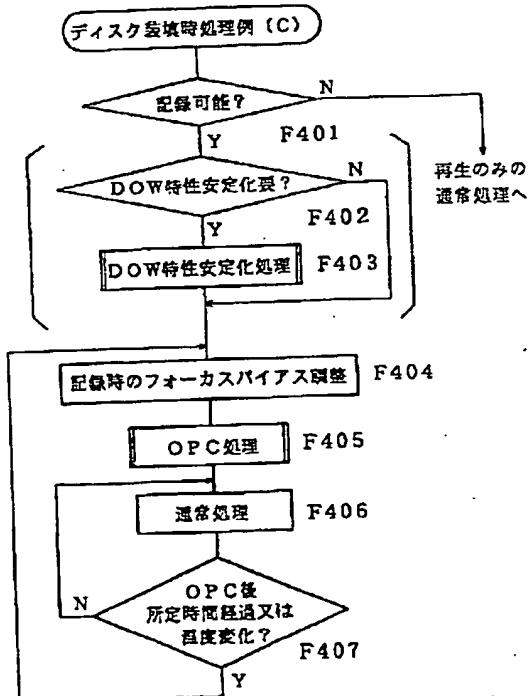 ディスク装填時処理例(C)
記録可能?
N
Y
F401
再生のみの
通常処理へ
DOW特性安定化要?
N
F402
Y
DOW特性安定化処理
F403
記録時のフォーカスバイアス調整
F404
OPC処理
F405
通常処理
F406
OPC後
所定時間経過又は
温度変化?
N
F407
Y